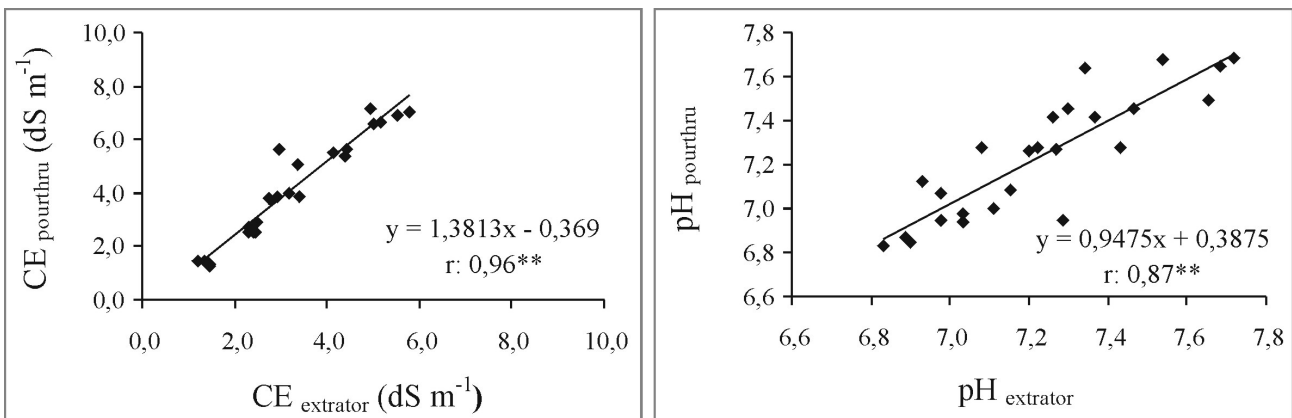 10,0
8,0
6,0
4,0
2,0
0,0
CE pourthru (dS m⁻¹)
y = 1,3813x - 0,369
r: 0,96**
0,0 2,0 4,0 6,0 8,0 10,0
CE extrator (dS m⁻¹)
7,8
7,6
7,4
7,2
7,0
6,8
6,6
pH pourthru
y = 0,9475x + 0,3875
r: 0,87**
6,6 6,8 7,0 7,2 7,4 7,6 7,8
pH extrator